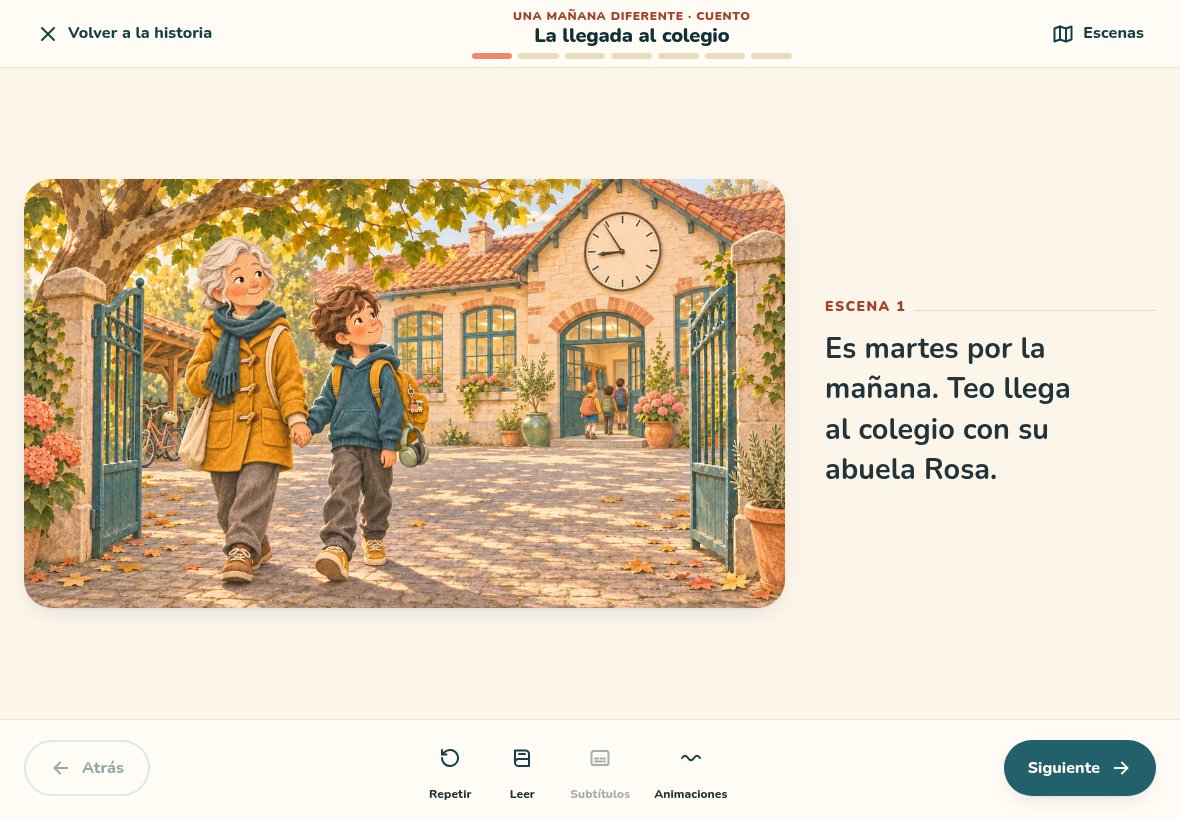 Volver a la historia
UNA MAÑANA DIFERENTE · CUENTO
La llegada al colegio
Escenas
ESCENA 1
Es martes por la
mañana. Teo llega
al colegio con su
abuela Rosa.
Atrás
Repetir
Leer
Subtítulos
Animaciones
Siguiente